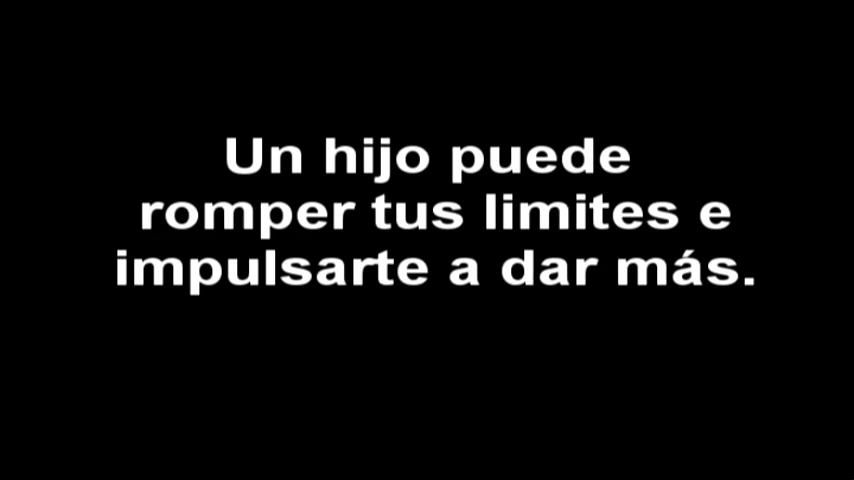 Un hijo puede
romper tus limites e
impulsarte a dar más.